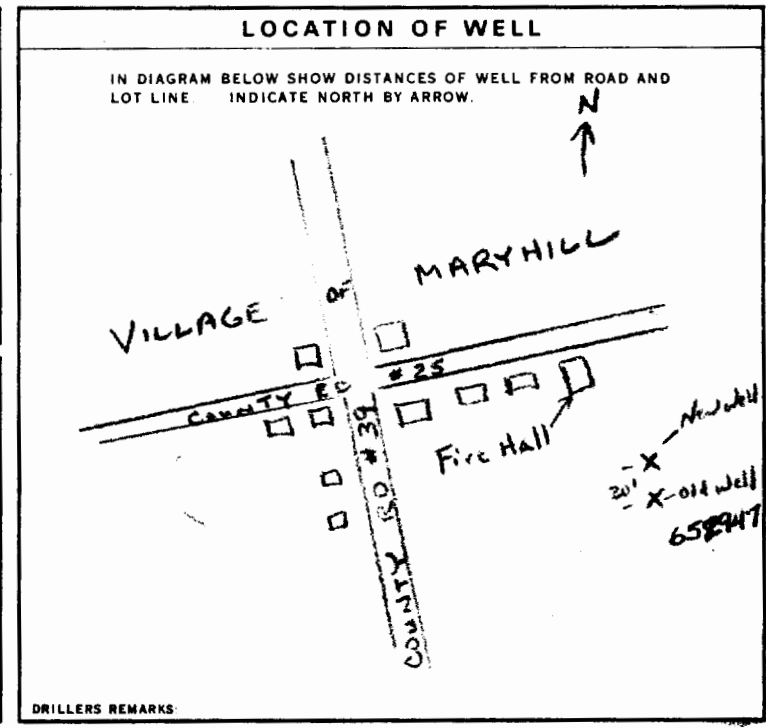 LOCATION OF WELL
IN DIAGRAM BELOW SHOW DISTANCES OF WELL FROM ROAD AND
LOT LINE. INDICATE NORTH BY ARROW.
N
VILLAGE OF MARYHILL
COUNTY RD #25
COUNTY RD #39
Fire Hall
New well
20'
X-old well
DRILLERS REMARKS: